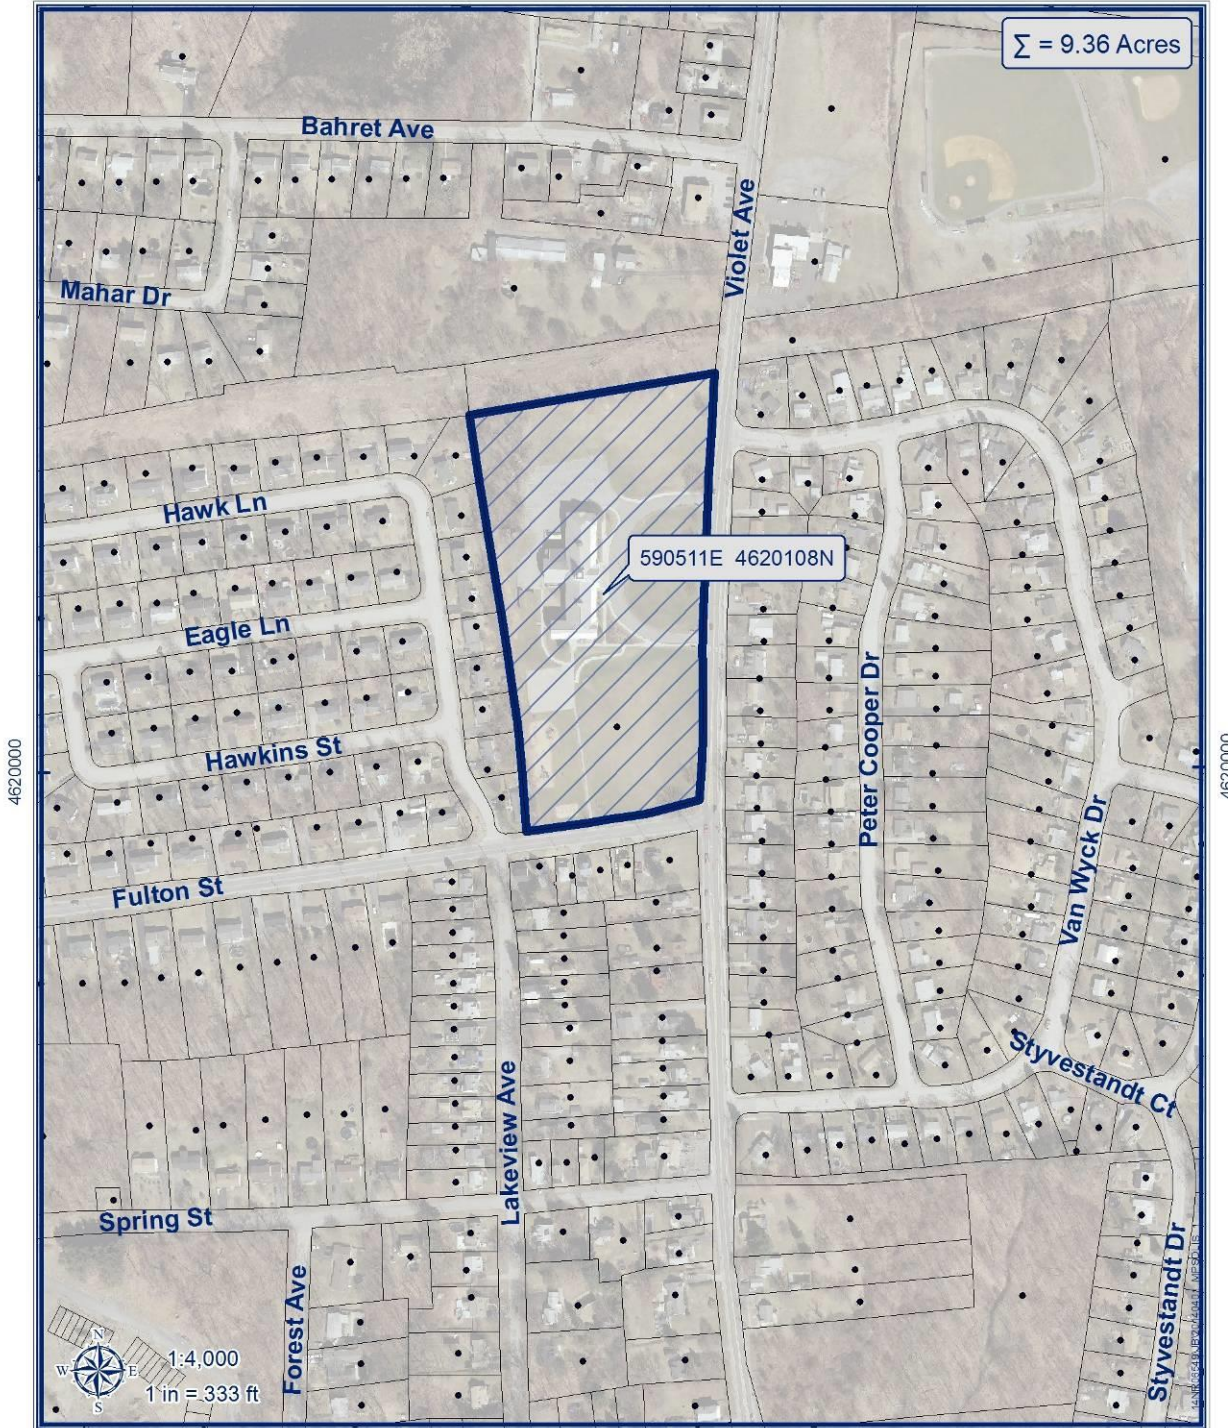 Σ = 9.36 Acres
Bahret Ave
Violet Ave
Mahar Dr
Hawk Ln
590511E 4620108N
Eagle Ln
Peter Cooper Dr
Hawkins St
4620000
4620000
Van Wyck Dr
Fulton St
Styvestandt Ct
Lakeview Ave
Spring St
Styvestandt Dr
Forest Ave
N
W
E
S
1:4,000
1 in = 333 ft